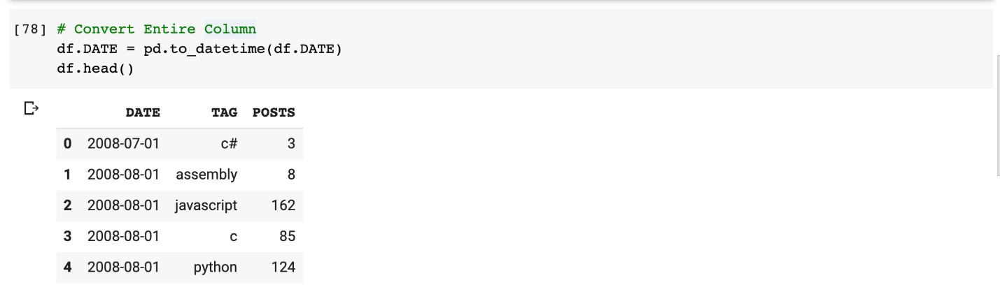 [78] # Convert Entire Column
df.DATE = pd.to_datetime(df.DATE)
df.head()
DATE TAG POSTS
0 2008-07-01 c# 3
1 2008-08-01 assembly 8
2 2008-08-01 javascript 162
3 2008-08-01 c 85
4 2008-08-01 python 124